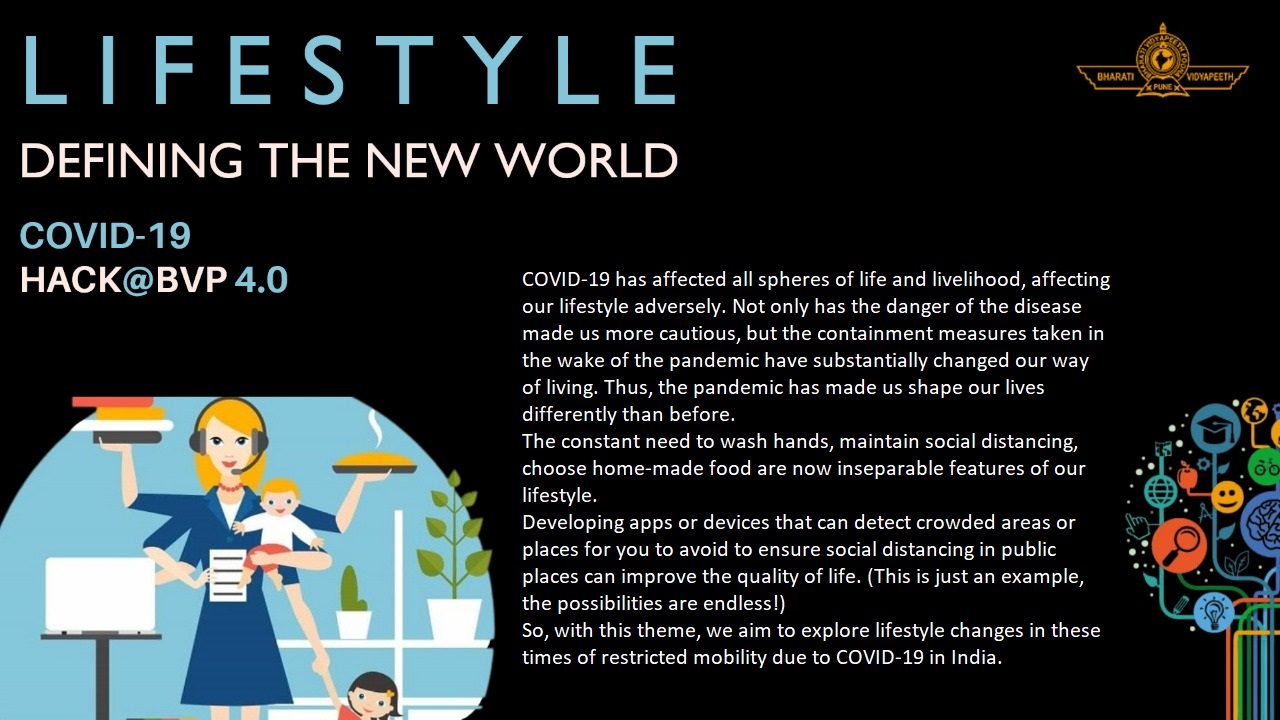 LIFESTYLE
DEFINING THE NEW WORLD
COVID-19
HACK@BVP 4.0
BHARATI VIDYAPEETH POONA
BHARATI VIDYAPEETH
PUNE
COVID-19 has affected all spheres of life and livelihood, affecting
our lifestyle adversely. Not only has the danger of the disease
made us more cautious, but the containment measures taken in
the wake of the pandemic have substantially changed our way
of living. Thus, the pandemic has made us shape our lives
differently than before.
The constant need to wash hands, maintain social distancing,
choose home-made food are now inseparable features of our
lifestyle.
Developing apps or devices that can detect crowded areas or
places for you to avoid to ensure social distancing in public
places can improve the quality of life. (This is just an example,
the possibilities are endless!)
So, with this theme, we aim to explore lifestyle changes in these
times of restricted mobility due to COVID-19 in India.